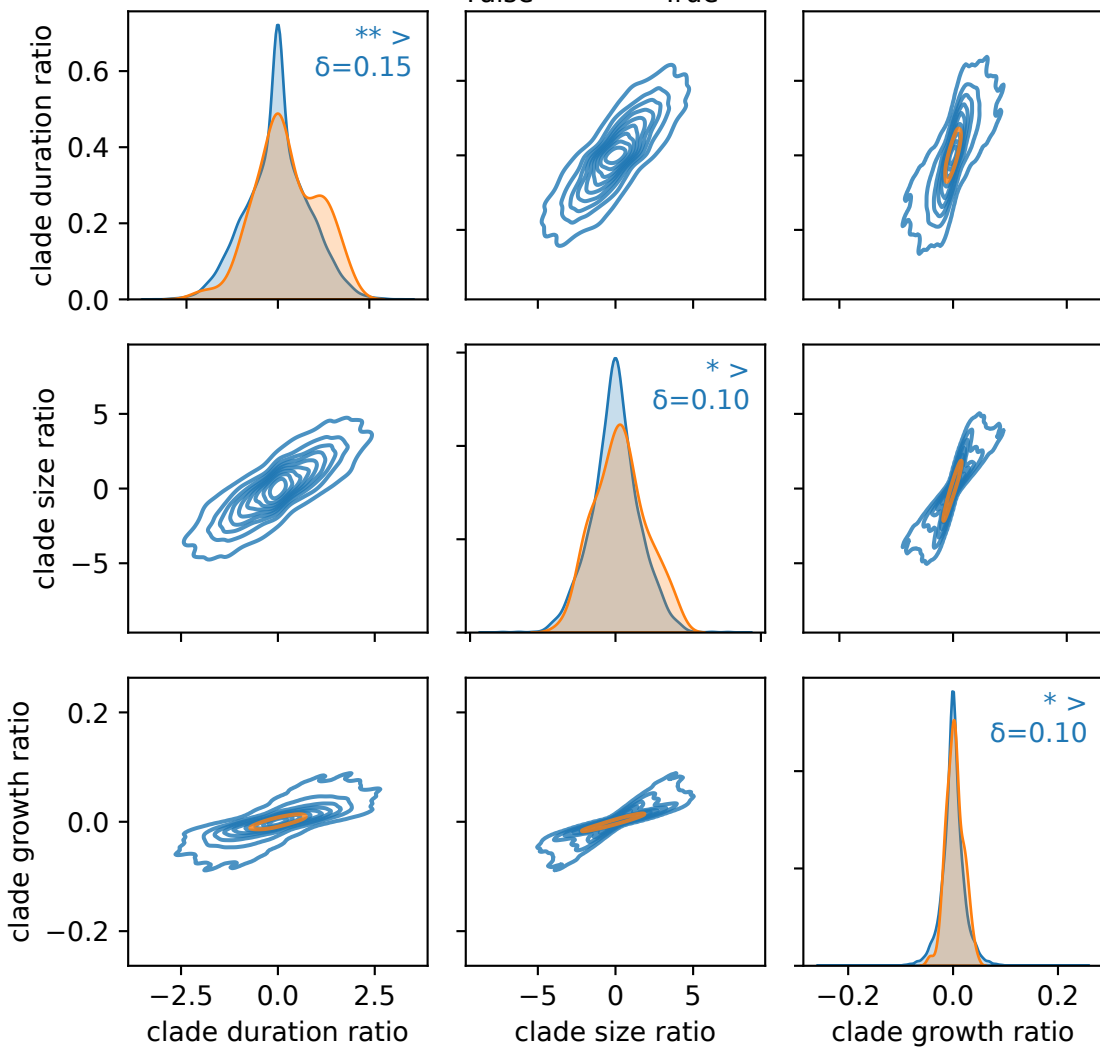 True
clade duration ratio
0.6
0.4
0.2
0.0
** >
δ=0.15
clade size ratio
5
0
−5
* >
δ=0.10
clade growth ratio
0.2
0.0
−0.2
* >
δ=0.10
−2.5 0.0 2.5
−5 0 5
−0.2 0.0 0.2
clade duration ratio
clade size ratio
clade growth ratio